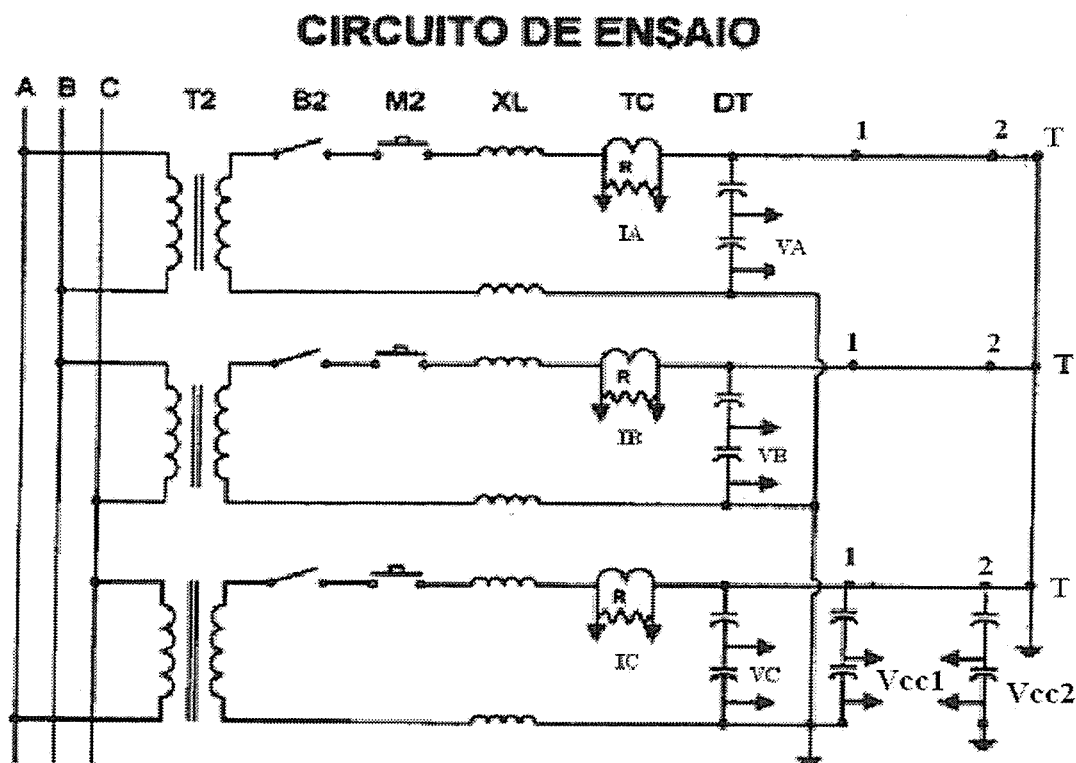 CIRCUITO DE ENSAIO
A B C T2 B2 M2 XL TC DT
1 2 T
R
IA
VA
1 2 T
R
IB
VB
1 2 T
R
IC
VC
Vcc1 Vcc2